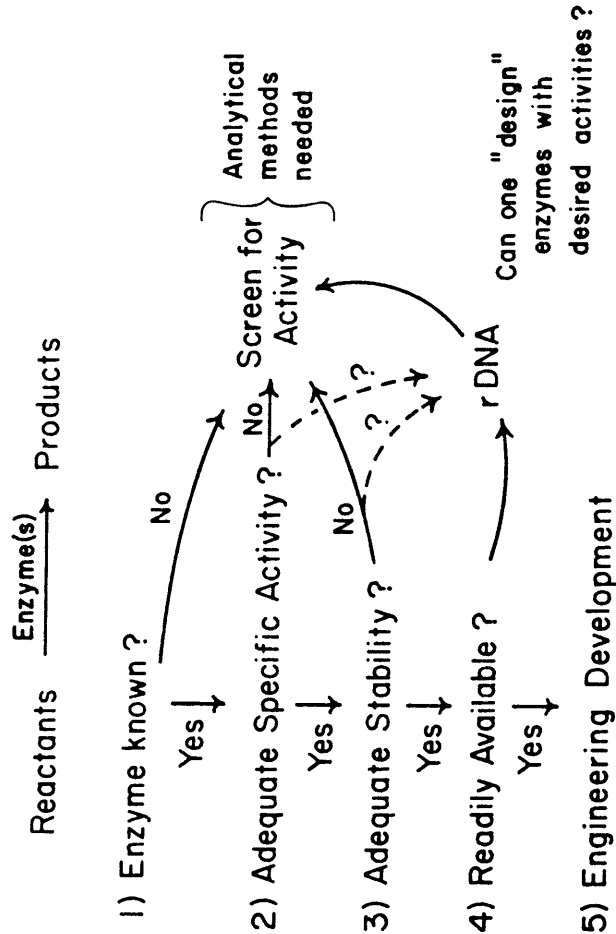 Reactants Enzyme(s) Products
1) Enzyme known?
No
Yes
2) Adequate Specific Activity?
No
Screen for
Activity
Analytical
methods
needed
Yes
?
3) Adequate Stability?
No
?
Yes
4) Readily Available?
rDNA
Can one "design"
enzymes with
desired activities?
Yes
5) Engineering Development